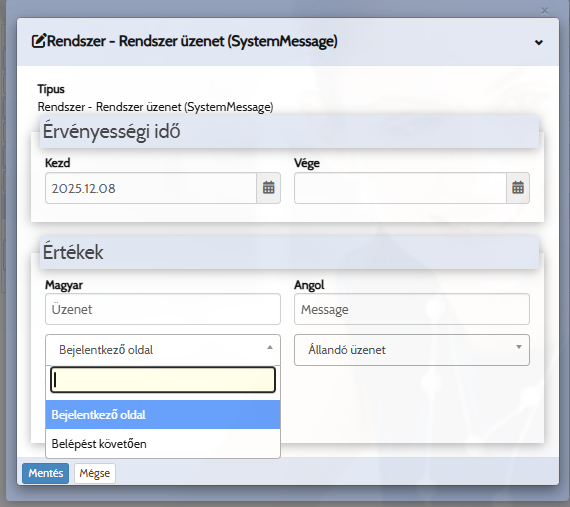 ×
Rendszer - Rendszer üzenet (SystemMessage)
Típus
Rendszer - Rendszer üzenet (SystemMessage)
Érvényességi idő
Kezd
Vége
2025.12.08
Értékek
Magyar
Angol
Üzenet
Message
Bejelentkező oldal
Állandó üzenet
Bejelentkező oldal
Belépést követően
Mentés
Mégse